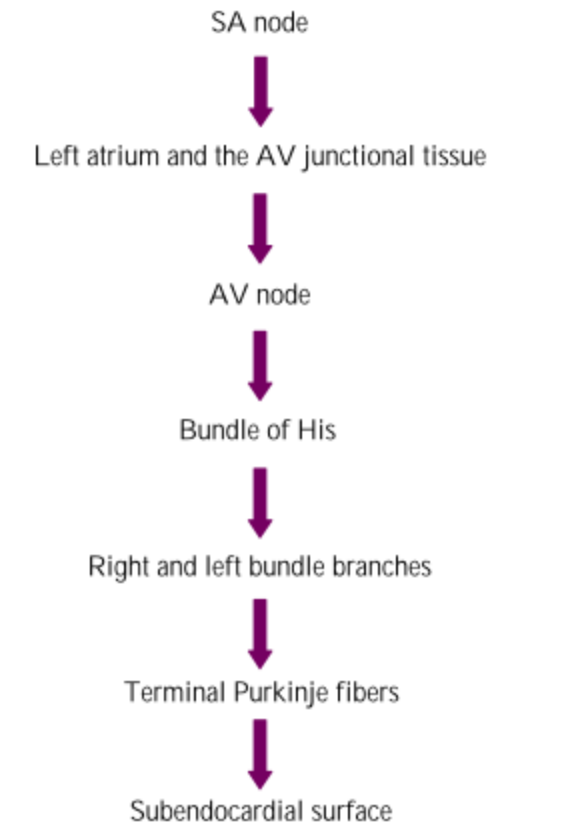 SA node
Left atrium and the AV junctional tissue
AV node
Bundle of His
Right and left bundle branches
Terminal Purkinje fibers
Subendocardial surface